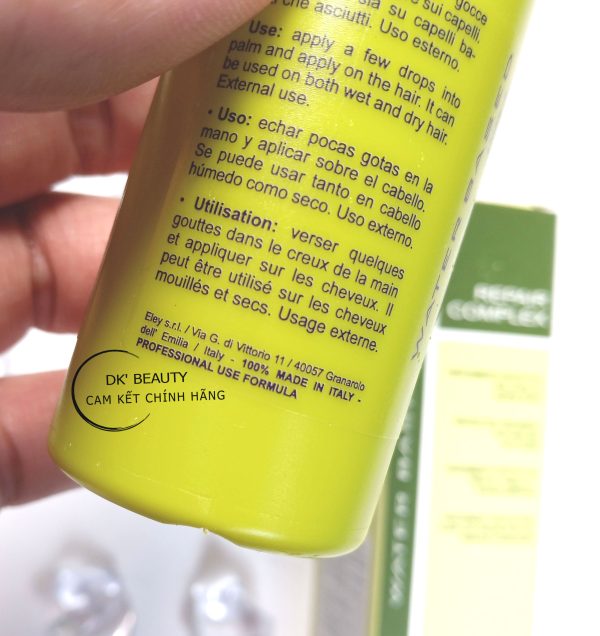 gocce
sui capelli.
su capelli ba-
che asciutti. Uso esterno.
Use: apply a few drops into
palm and apply on the hair. It can
be used on both wet and dry hair.
External use.
• Uso: echar pocas gotas en la
mano y aplicar sobre el cabello.
Se puede usar tanto en cabello
húmedo como seco. Uso externo.
• Utilisation: verser quelques
gouttes dans le creux de la main
et appliquer sur les cheveux. Il
peut être utilisé sur les cheveux
mouillés et secs. Usage externe.
Eley s.r.l. / Via G. di Vittorio 11 / 40057 Granarolo
dell' Emilia / Italy - 100% MADE IN ITALY -
PROFESSIONAL USE FORMULA
DK' BEAUTY
CAM KẾT CHÍNH HÃNG
WATER BASED
REPAIR
COMPLEX